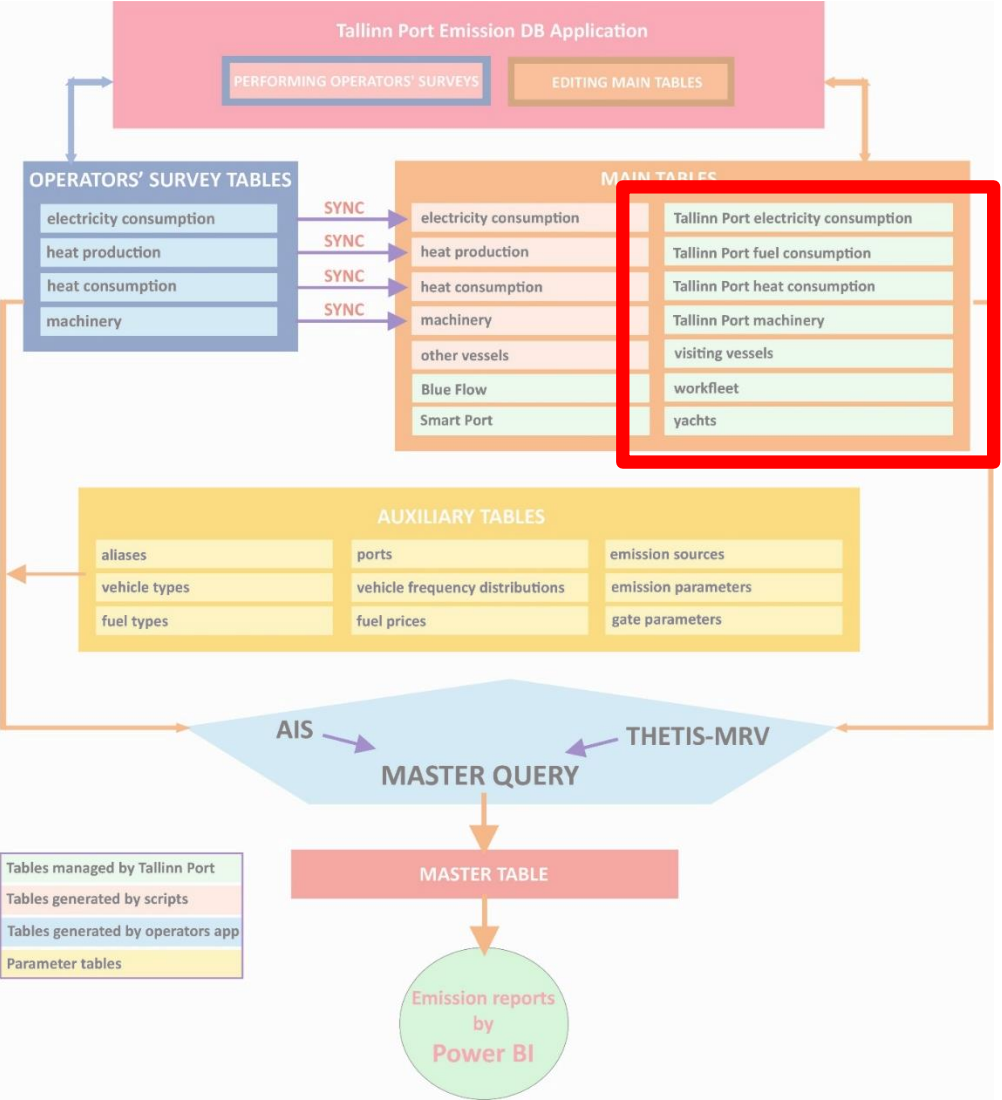 Tallinn Port Emission DB Application
PERFORMING OPERATORS' SURVEYS
EDITING MAIN TABLES
OPERATORS' SURVEY TABLES
electricity consumption
heat production
heat consumption
machinery
SYNC
SYNC
SYNC
SYNC
MAIN TABLES
electricity consumption
heat production
heat consumption
machinery
other vessels
Blue Flow
Smart Port
Tallinn Port electricity consumption
Tallinn Port fuel consumption
Tallinn Port heat consumption
Tallinn Port machinery
visiting vessels
workfleet
yachts
AUXILIARY TABLES
aliases
vehicle types
fuel types
ports
vehicle frequency distributions
fuel prices
emission sources
emission parameters
gate parameters
AIS
THETIS-MRV
MASTER QUERY
MASTER TABLE
Tables managed by Tallinn Port
Tables generated by scripts
Tables generated by operators app
Parameter tables
Emission reports
by
Power BI